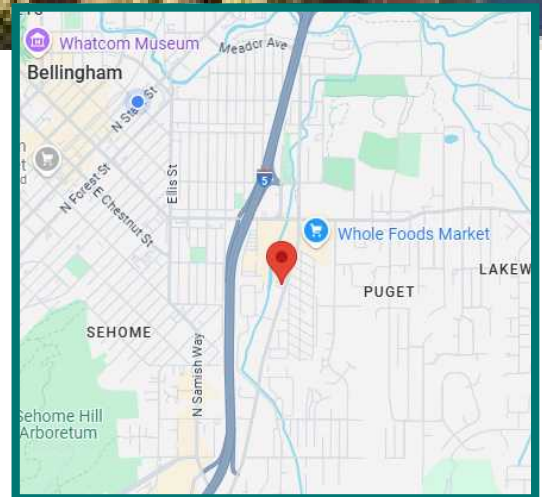 Whatcom Museum
Meador Ave
Bellingham
N State St
Ellis St
N Forest St
E Chestnut St
5
Whole Foods Market
LAKEW
PUGET
SEHOME
N Samish Way
Sehome Hill
Arboretum